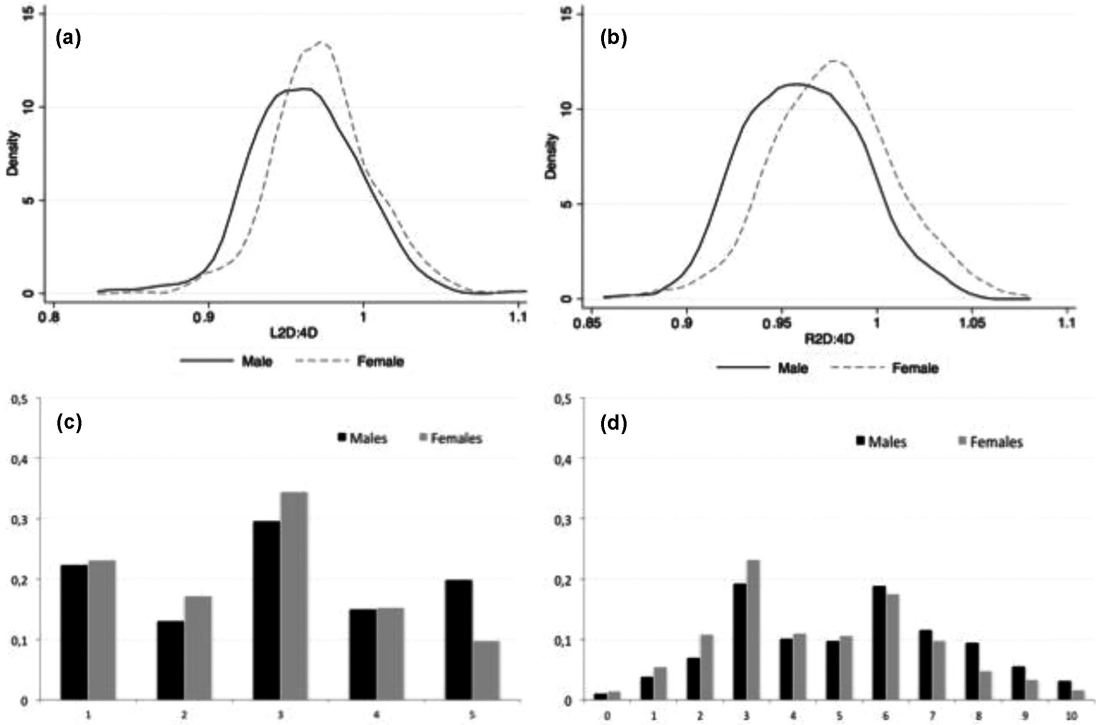 (a)
15
10
5
0
Density
0.8 0.9 1 1.1
L2D:4D
Male Female
(b)
15
10
5
0
Density
0.85 0.9 0.95 1 1.05 1.1
R2D:4D
Male Female
(c)
Males Females
0,5
0,4
0,3
0,2
0,1
0
1 2 3 4 5
(d)
Males Females
0,5
0,4
0,3
0,2
0,1
0
0 1 2 3 4 5 6 7 8 9 10